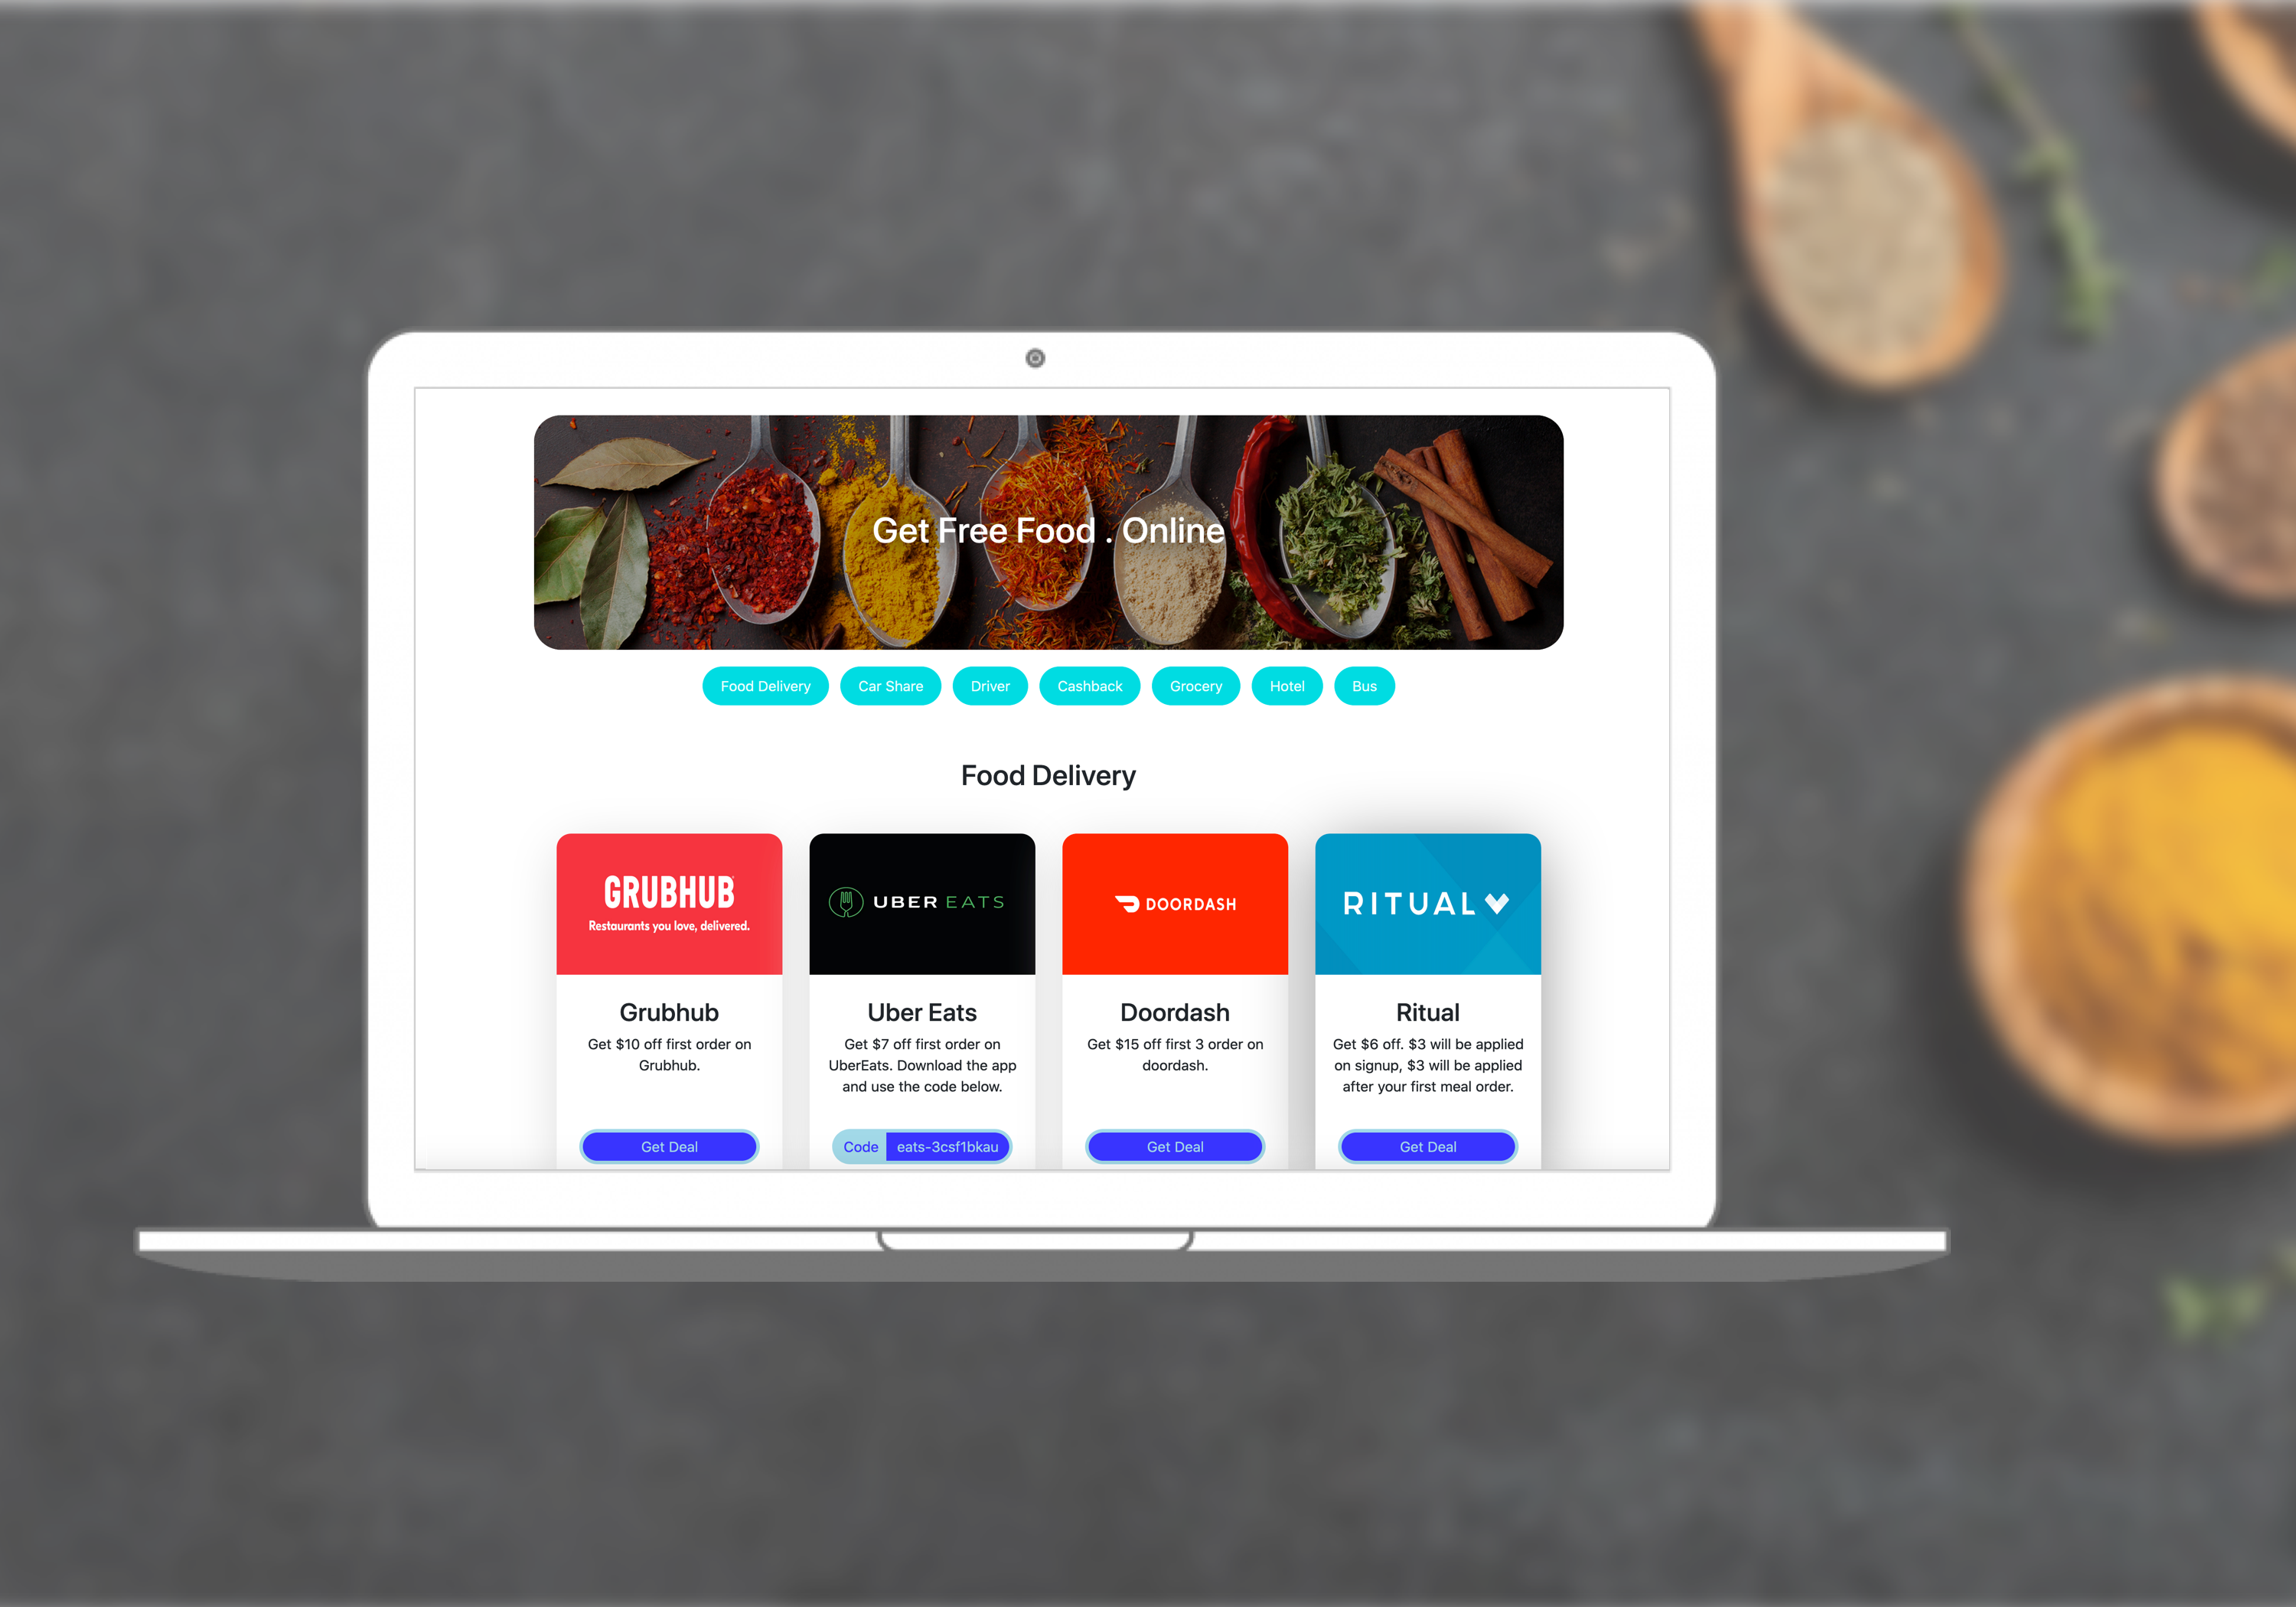 Get Free Food . Online
Food Delivery
Car Share
Driver
Cashback
Grocery
Hotel
Bus
Food Delivery
GRUBHUB
Restaurants you love, delivered.
Grubhub
Get $10 off first order on
Grubhub.
Get Deal
UBER EATS
Uber Eats
Get $7 off first order on
UberEats. Download the app
and use the code below.
Code eats-3csf1bkau
DOORDASH
Doordash
Get $15 off first 3 order on
doordash.
Get Deal
RITUAL
Ritual
Get $6 off. $3 will be applied
on signup, $3 will be applied
after your first meal order.
Get Deal